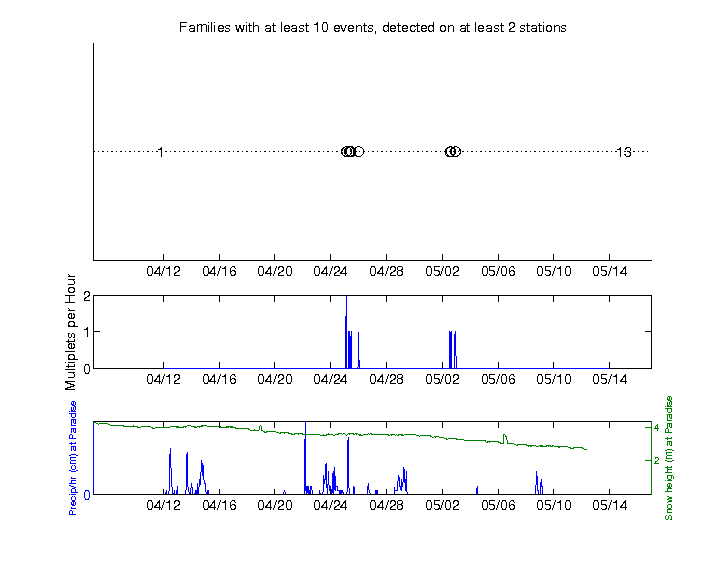 Families with at least 10 events, detected on at least 2 stations
1 13
04/12 04/16 04/20 04/24 04/28 05/02 05/06 05/10 05/14
Multiplets per Hour
2
1
0
04/12 04/16 04/20 04/24 04/28 05/02 05/06 05/10 05/14
Precip/hr (cm) at Paradise
0
4
2
Snow height (m) at Paradise
04/12 04/16 04/20 04/24 04/28 05/02 05/06 05/10 05/14